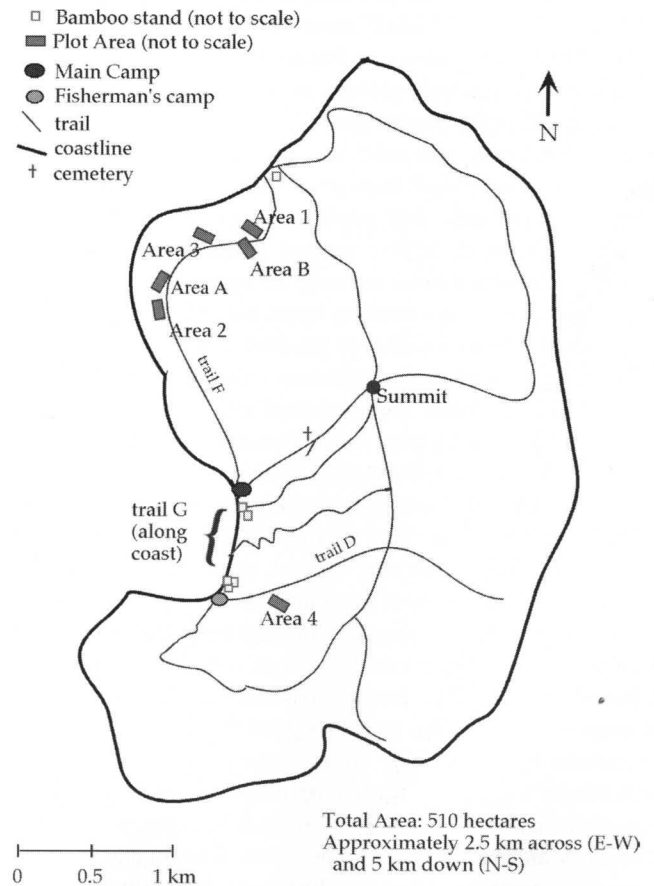 Bamboo stand (not to scale)
Plot Area (not to scale)
Main Camp
Fisherman's camp
trail
coastline
cemetery
N
Area 1
Area 3
Area B
Area A
Area 2
trail F
Summit
trail G
(along
coast)
trail D
Area 4
Total Area: 510 hectares
Approximately 2.5 km across (E-W)
and 5 km down (N-S)
0 0.5 1 km